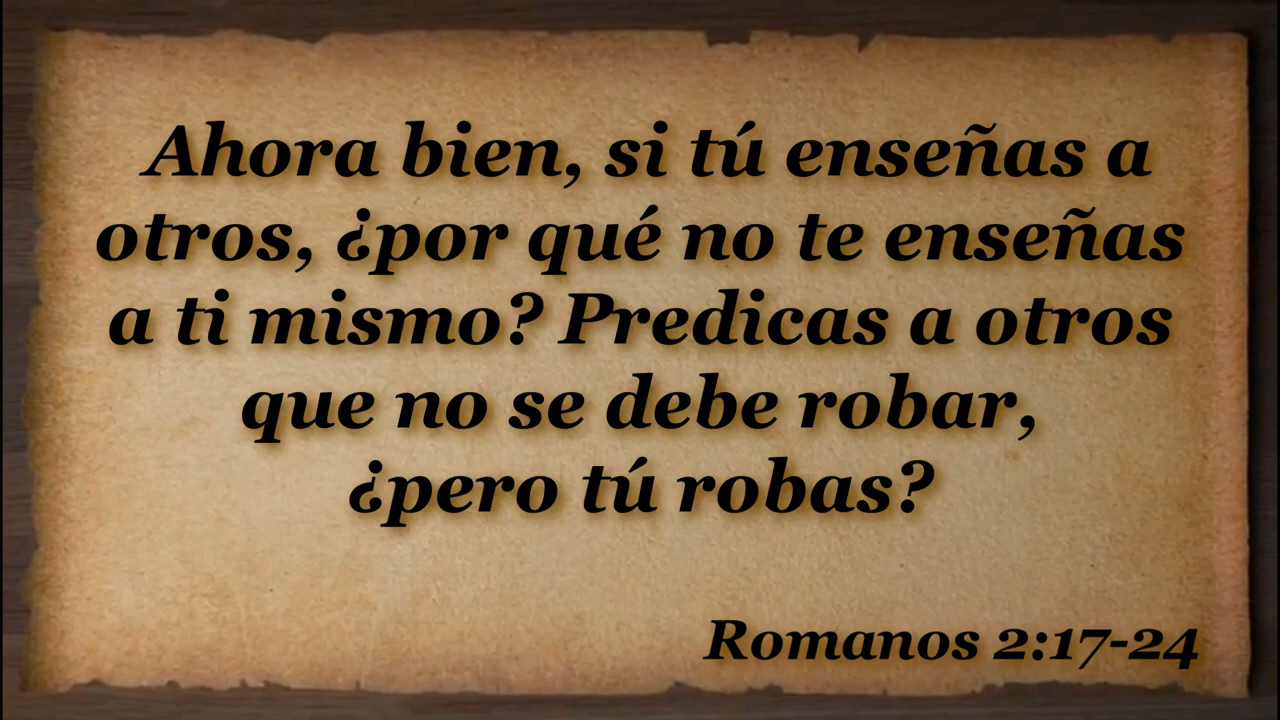 Ahora bien, si tú enseñas a
otros, ¿por qué no te enseñas
a ti mismo? Predicas a otros
que no se debe robar,
¿pero tú robas?
Romanos 2:17-24